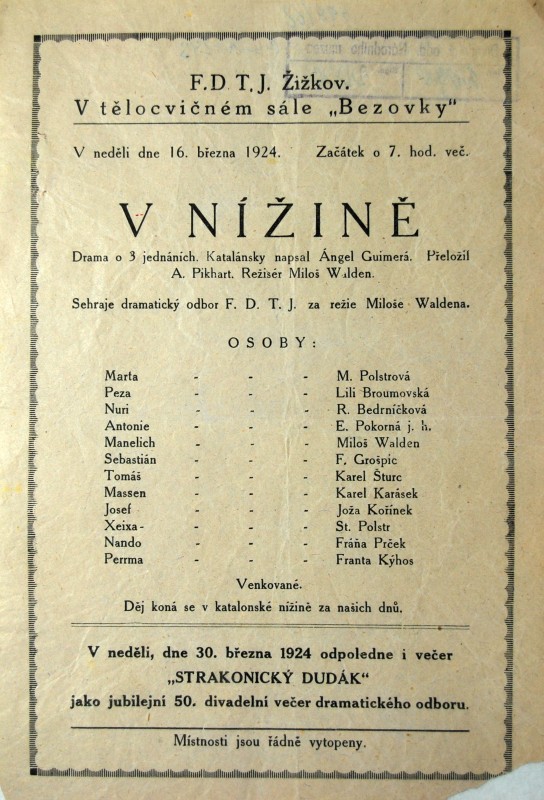 F. D. T. J. Žižkov.
V tělocvičném sále „Bezovky"
V neděli dne 16. března 1924. Začátek o 7. hod. več.
V NÍŽINĚ
Drama o 3 jednáních. Katalánsky napsal Ángel Guimerá. Přeložil
A. Pikhart. Režisér Miloš Walden.
Sehraje dramatický odbor F. D. T. J. za režie Miloše Waldena.
OSOBY:
Marta - - - M. Polstrová
Peza - - - Lili Broumovská
Nuri - - - R. Bedrníčková
Antonie - - - E. Pokorná j. h.
Manelich - - - Miloš Walden
Sebastián - - - F. Grošpic
Tomáš - - - Karel Šturc
Massen - - - Karel Karásek
Josef - - - Joža Kořínek
Xeixa - - - - St. Polstr
Nando - - - Fráňa Prček
Perrma - - - Franta Kýhos
Venkované.
Děj koná se v katalonské nížině za našich dnů.
V neděli, dne 30. března 1924 odpoledne i večer
„STRAKONICKÝ DUDÁK"
jako jubilejní 50. divadelní večer dramatického odboru.
Místnosti jsou řádně vytopeny.